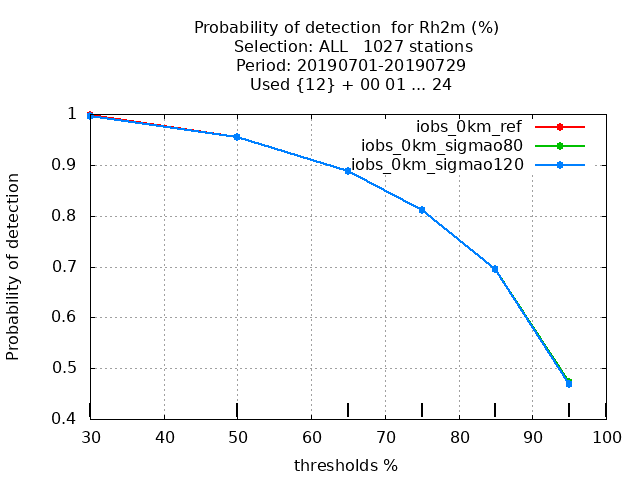 Probability of detection  for Rh2m (%)
Selection: ALL   1027 stations
Period: 20190701-20190729
Used {12} + 00 01 ... 24
iobs_0km_ref
iobs_0km_sigmao80
iobs_0km_sigmao120
Probability of detection
1
0.9
0.8
0.7
0.6
0.5
0.4
30 40 50 60 70 80 90 100
thresholds %